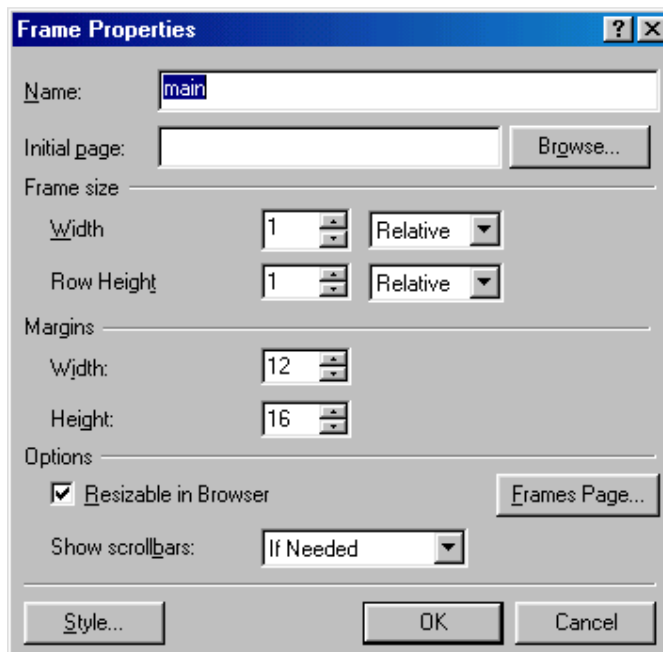 Frame Properties
Name: main
Initial page: Browse...
Frame size
Width 1 Relative
Row Height 1 Relative
Margins
Width: 12
Height: 16
Options
Resizable in Browser Frames Page...
Show scrollbars: If Needed
Style... OK Cancel